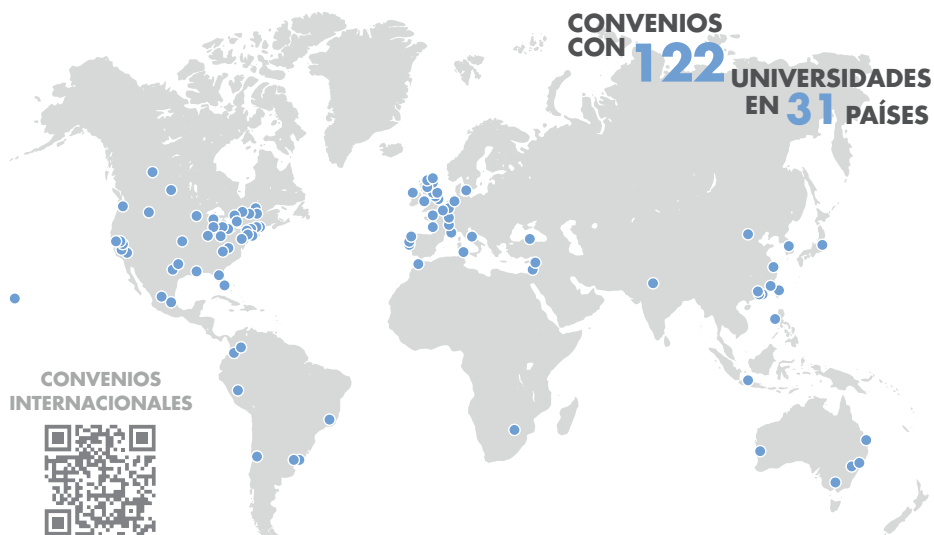 CONVENIOS
CON 122 UNIVERSIDADES
EN 31 PAÍSES
CONVENIOS
INTERNACIONALES